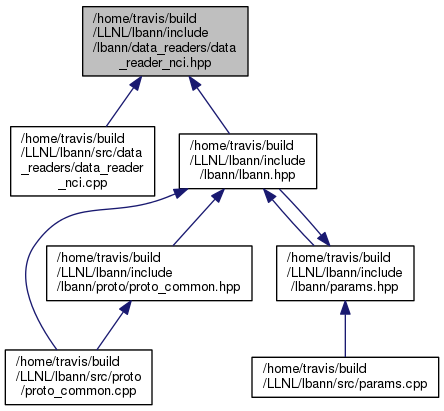 /home/travis/build
/LLNL/lbann/include
/lbann/data_readers/data
_reader_nci.hpp
/home/travis/build
/LLNL/lbann/src/data
_readers/data_reader
_nci.cpp
/home/travis/build
/LLNL/lbann/include
/lbann/lbann.hpp
/home/travis/build
/LLNL/lbann/include
/lbann/proto/proto_common.hpp
/home/travis/build
/LLNL/lbann/include
/lbann/params.hpp
/home/travis/build
/LLNL/lbann/src/proto
/proto_common.cpp
/home/travis/build
/LLNL/lbann/src/params.cpp